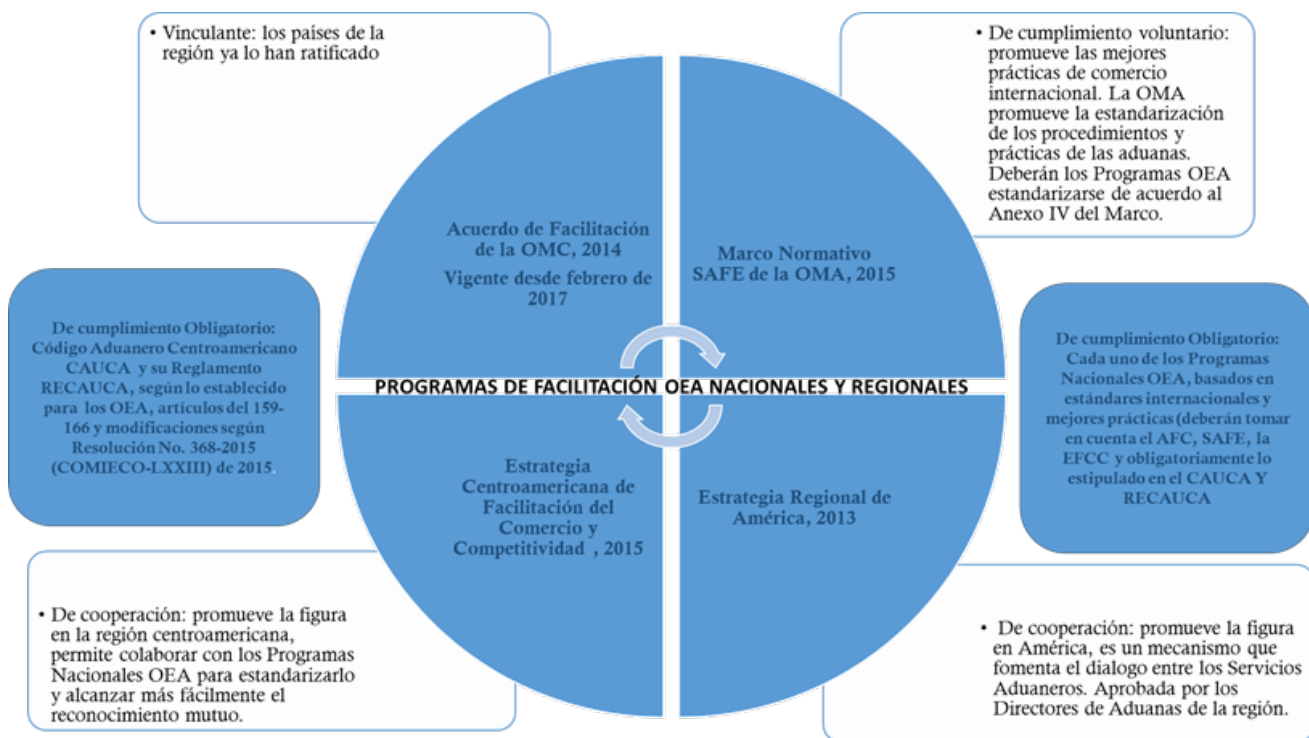 • Vinculante: los países de la
región ya lo han ratificado
• De cumplimiento voluntario:
promueve las mejores
prácticas de comercio
internacional. La OMA
promueve la estandarización
de los procedimientos y
prácticas de las aduanas.
Deberán los Programas OEA
estandarizarse de acuerdo al
Anexo IV del Marco.
Acuerdo de Facilitación
de la OMC, 2014
Vigente desde febrero de
2017
Marco Normativo
SAFE de la OMA, 2015
De cumplimiento Obligatorio:
Código Aduanero Centroamericano
CAUCA y su Reglamento
RECAUCA, según lo establecido
para los OEA, artículos del 159-
166 y modificaciones según
Resolución No. 368-2015
(COMIECO-LXXIII) de 2015.
PROGRAMAS DE FACILITACIÓN OEA NACIONALES Y REGIONALES
De cumplimiento Obligatorio:
Cada uno de los Programas
Nacionales OEA, basados en
estándares internacionales y
mejores prácticas (deberán tomar
en cuenta el AFC, SAFE, la
EFCC y obligatoriamente lo
estipulado en el CAUCA Y
RECAUCA
Estrategia
Centroamericana de
Facilitación del
Comercio y
Competitividad , 2015
Estrategia Regional de
América, 2013
• De cooperación: promueve la figura
en la región centroamericana,
permite colaborar con los Programas
Nacionales OEA para estandarizarlo
y alcanzar más fácilmente el
reconocimiento mutuo.
• De cooperación: promueve la figura
en América, es un mecanismo que
fomenta el dialogo entre los Servicios
Aduaneros. Aprobada por los
Directores de Aduanas de la región.